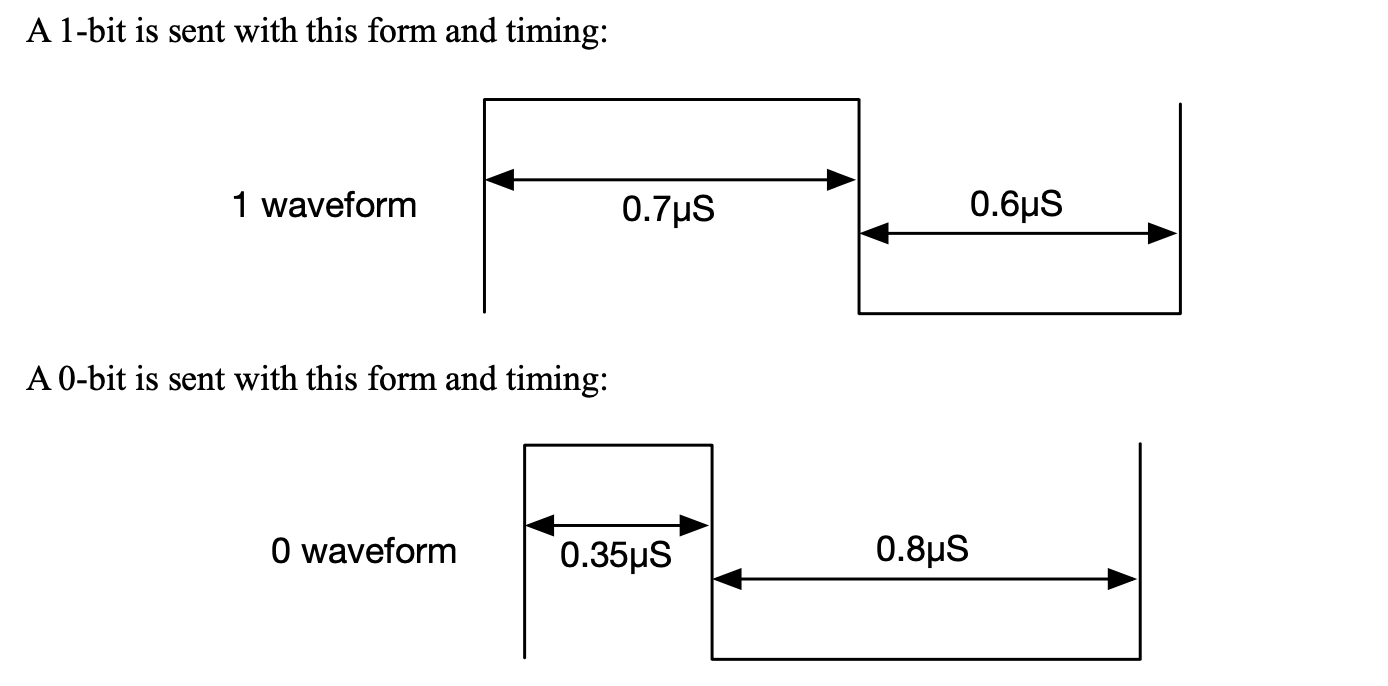 A 1-bit is sent with this form and timing:
1 waveform
0.7µS
0.6µS
A 0-bit is sent with this form and timing:
0 waveform
0.35µS
0.8µS